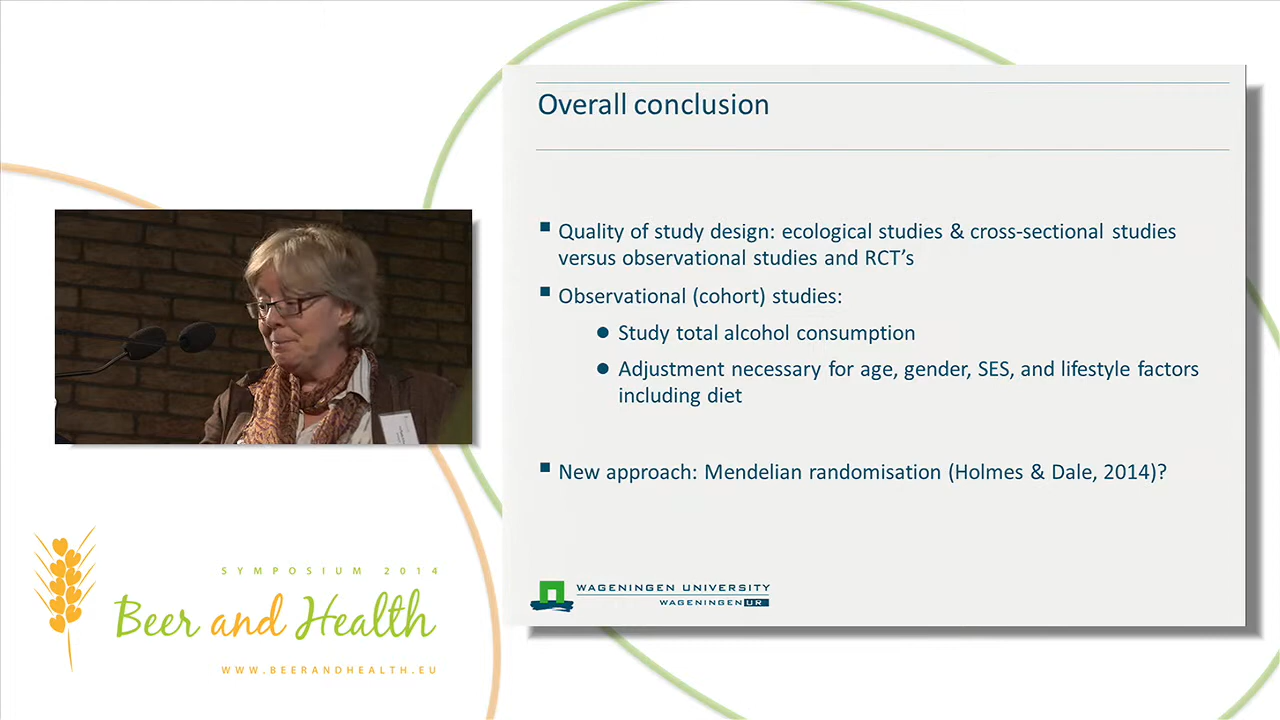 Overall conclusion
Quality of study design: ecological studies & cross-sectional studies
versus observational studies and RCT's
Observational (cohort) studies:
Study total alcohol consumption
Adjustment necessary for age, gender, SES, and lifestyle factors
including diet
New approach: Mendelian randomisation (Holmes & Dale, 2014)?
WAGENINGEN UNIVERSITY
WAGENINGEN UR
SYMPOSIUM 2014
Beer and Health
WWW.BEERANDHEALTH.EU